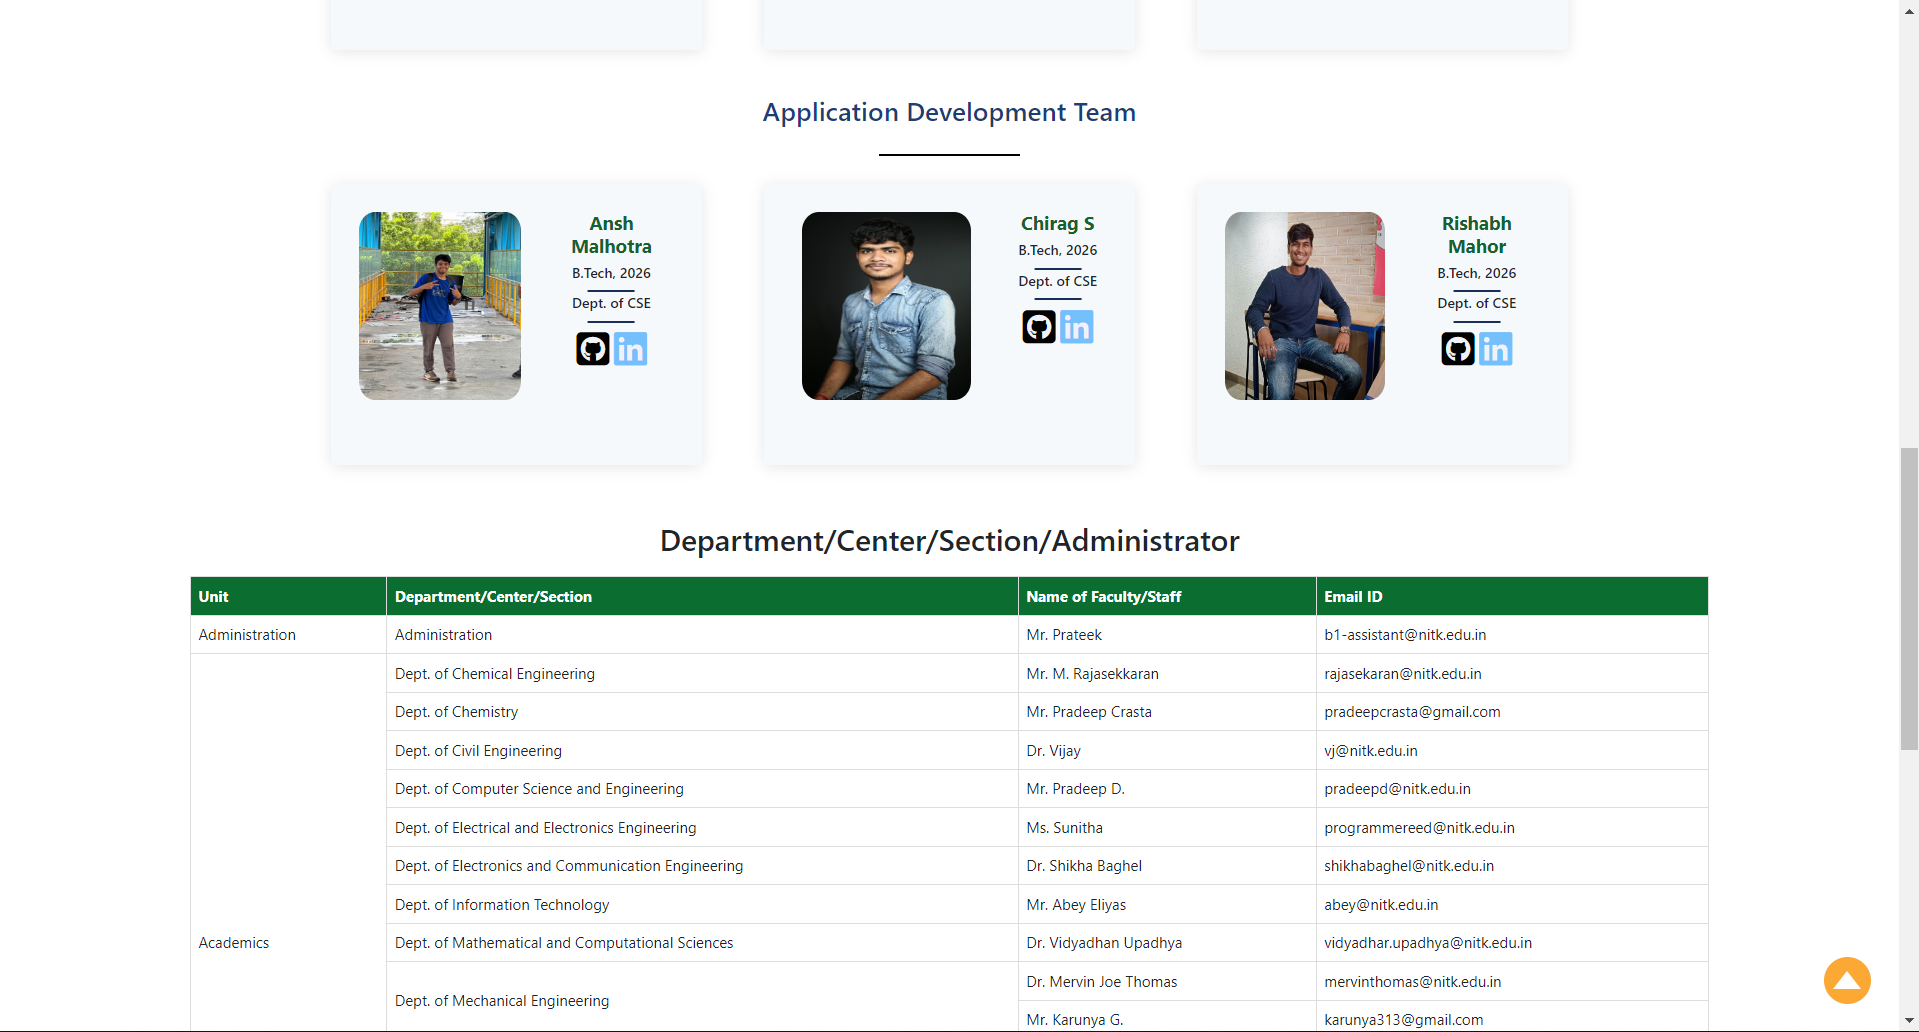 Application Development Team
Ansh
Malhotra
B.Tech, 2026
Dept. of CSE
in
Chirag S
B.Tech, 2026
Dept. of CSE
in
Rishabh
Mahor
B.Tech, 2026
Dept. of CSE
in
Department/Center/Section/Administrator
Unit Department/Center/Section Name of Faculty/Staff Email ID
Administration Administration Mr. Prateek b1-assistant@nitk.edu.in
Dept. of Chemical Engineering Mr. M. Rajasekkaran rajasekaran@nitk.edu.in
Dept. of Chemistry Mr. Pradeep Crasta pradeepcrasta@gmail.com
Dept. of Civil Engineering Dr. Vijay vj@nitk.edu.in
Dept. of Computer Science and Engineering Mr. Pradeep D. pradeepd@nitk.edu.in
Dept. of Electrical and Electronics Engineering Ms. Sunitha programmereed@nitk.edu.in
Dept. of Electronics and Communication Engineering Dr. Shikha Baghel shikhabaghel@nitk.edu.in
Dept. of Information Technology Mr. Abey Eliyas abey@nitk.edu.in
Academics Dept. of Mathematical and Computational Sciences Dr. Vidyadhan Upadhya vidyadhar.upadhya@nitk.edu.in
Dept. of Mechanical Engineering Dr. Mervin Joe Thomas mervinthomas@nitk.edu.in
Mr. Karunya G. karunya313@gmail.com